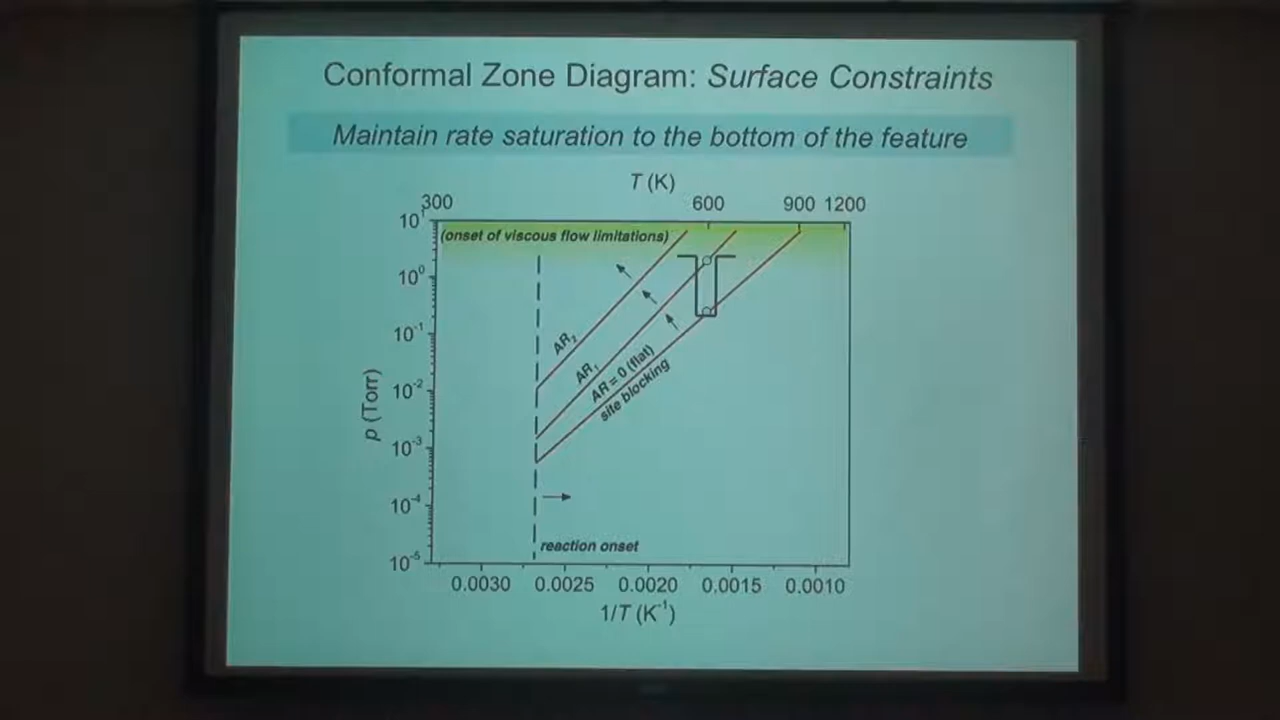 Conformal Zone Diagram: Surface Constraints
Maintain rate saturation to the bottom of the feature
T (K)
300 600 900 1200
10¹
(onset of viscous flow limitations)
10⁰
10⁻¹
AR₂
AR₁
AR = 0 (flat)
site blocking
10⁻²
p (Torr)
10⁻³
10⁻⁴
reaction onset
10⁻⁵
0.0030 0.0025 0.0020 0.0015 0.0010
1/T (K⁻¹)